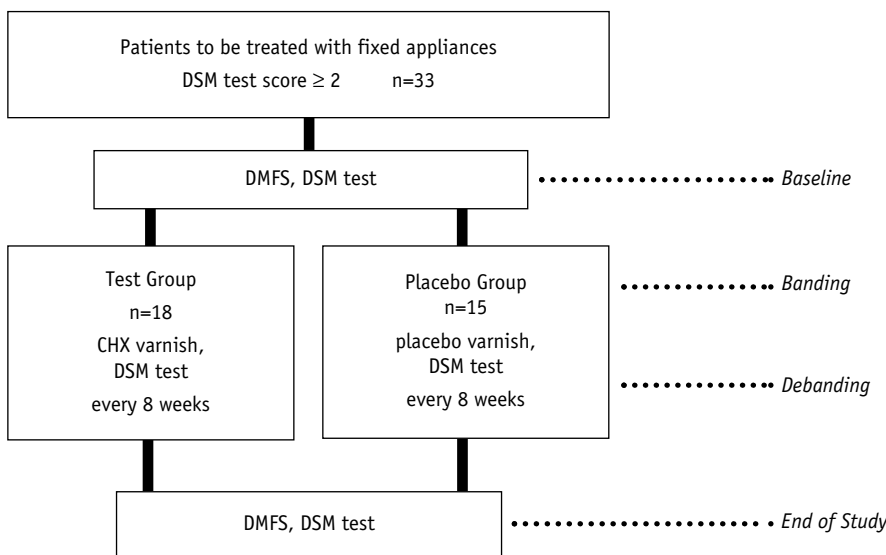 Patients to be treated with fixed appliances
DSM test score ≥ 2 n=33
DMFS, DSM test
Baseline
Test Group
n=18
CHX varnish,
DSM test
every 8 weeks
Placebo Group
n=15
placebo varnish,
DSM test
every 8 weeks
Banding
Debanding
DMFS, DSM test
End of Study